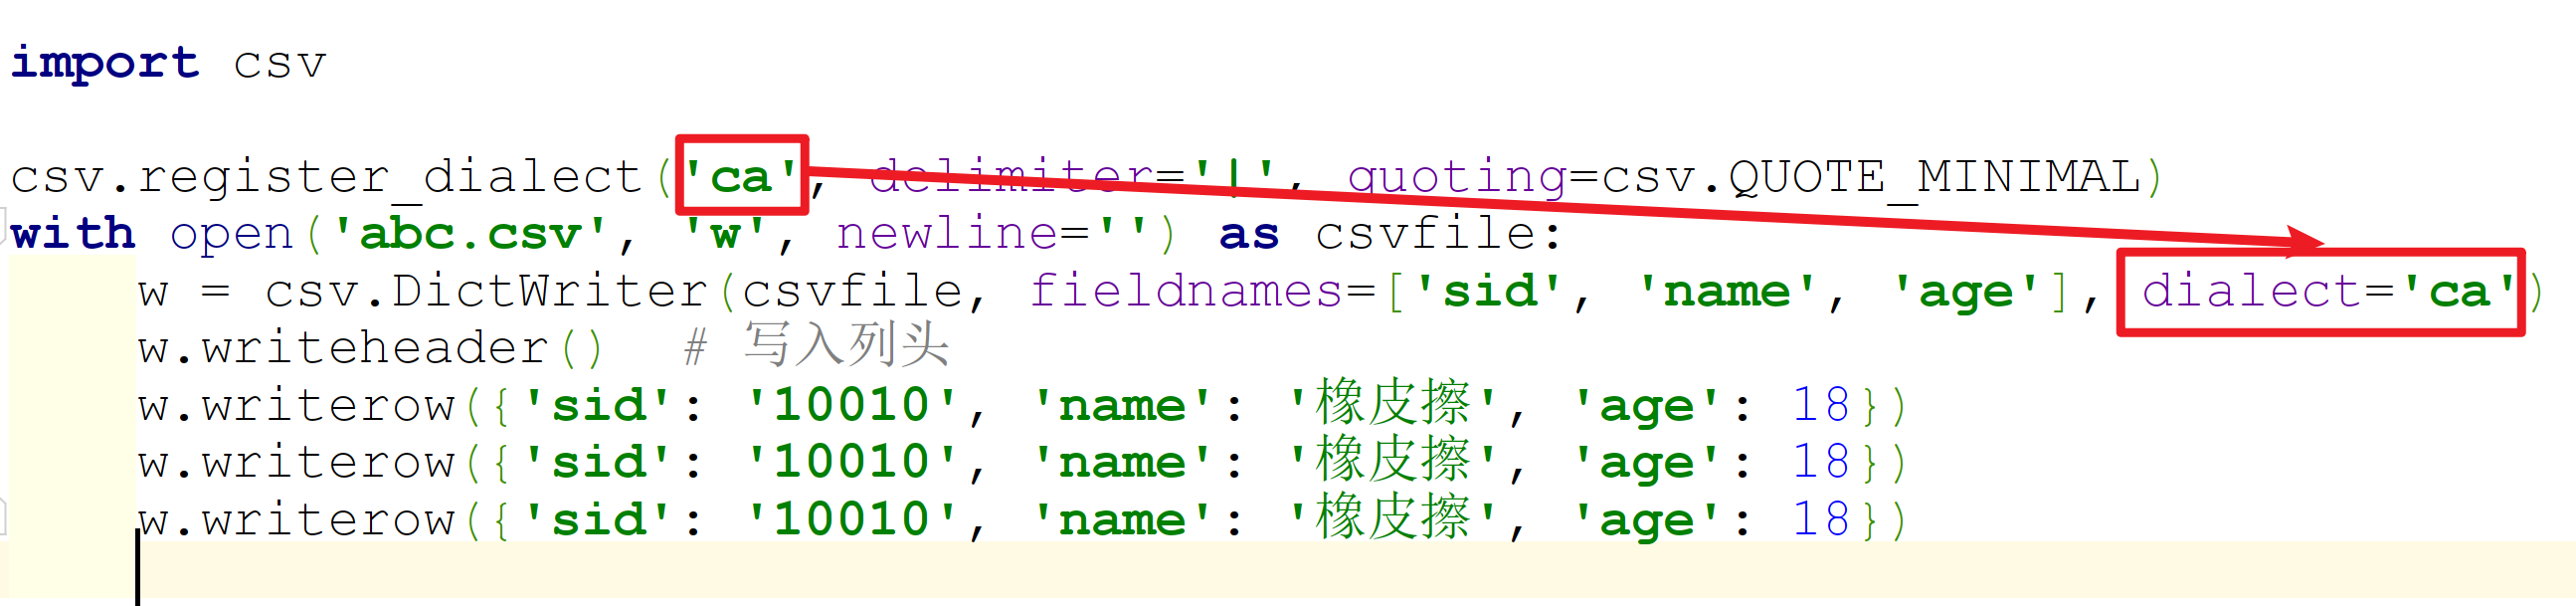 import csv
csv.register_dialect('ca', delimiter='|', quoting=csv.QUOTE_MINIMAL)
with open('abc.csv', 'w', newline='') as csvfile:
    w = csv.DictWriter(csvfile, fieldnames=['sid', 'name', 'age'], dialect='ca')
    w.writeheader()  # 写入列头
    w.writerow({'sid': '10010', 'name': '橡皮擦', 'age': 18})
    w.writerow({'sid': '10010', 'name': '橡皮擦', 'age': 18})
    w.writerow({'sid': '10010', 'name': '橡皮擦', 'age': 18})